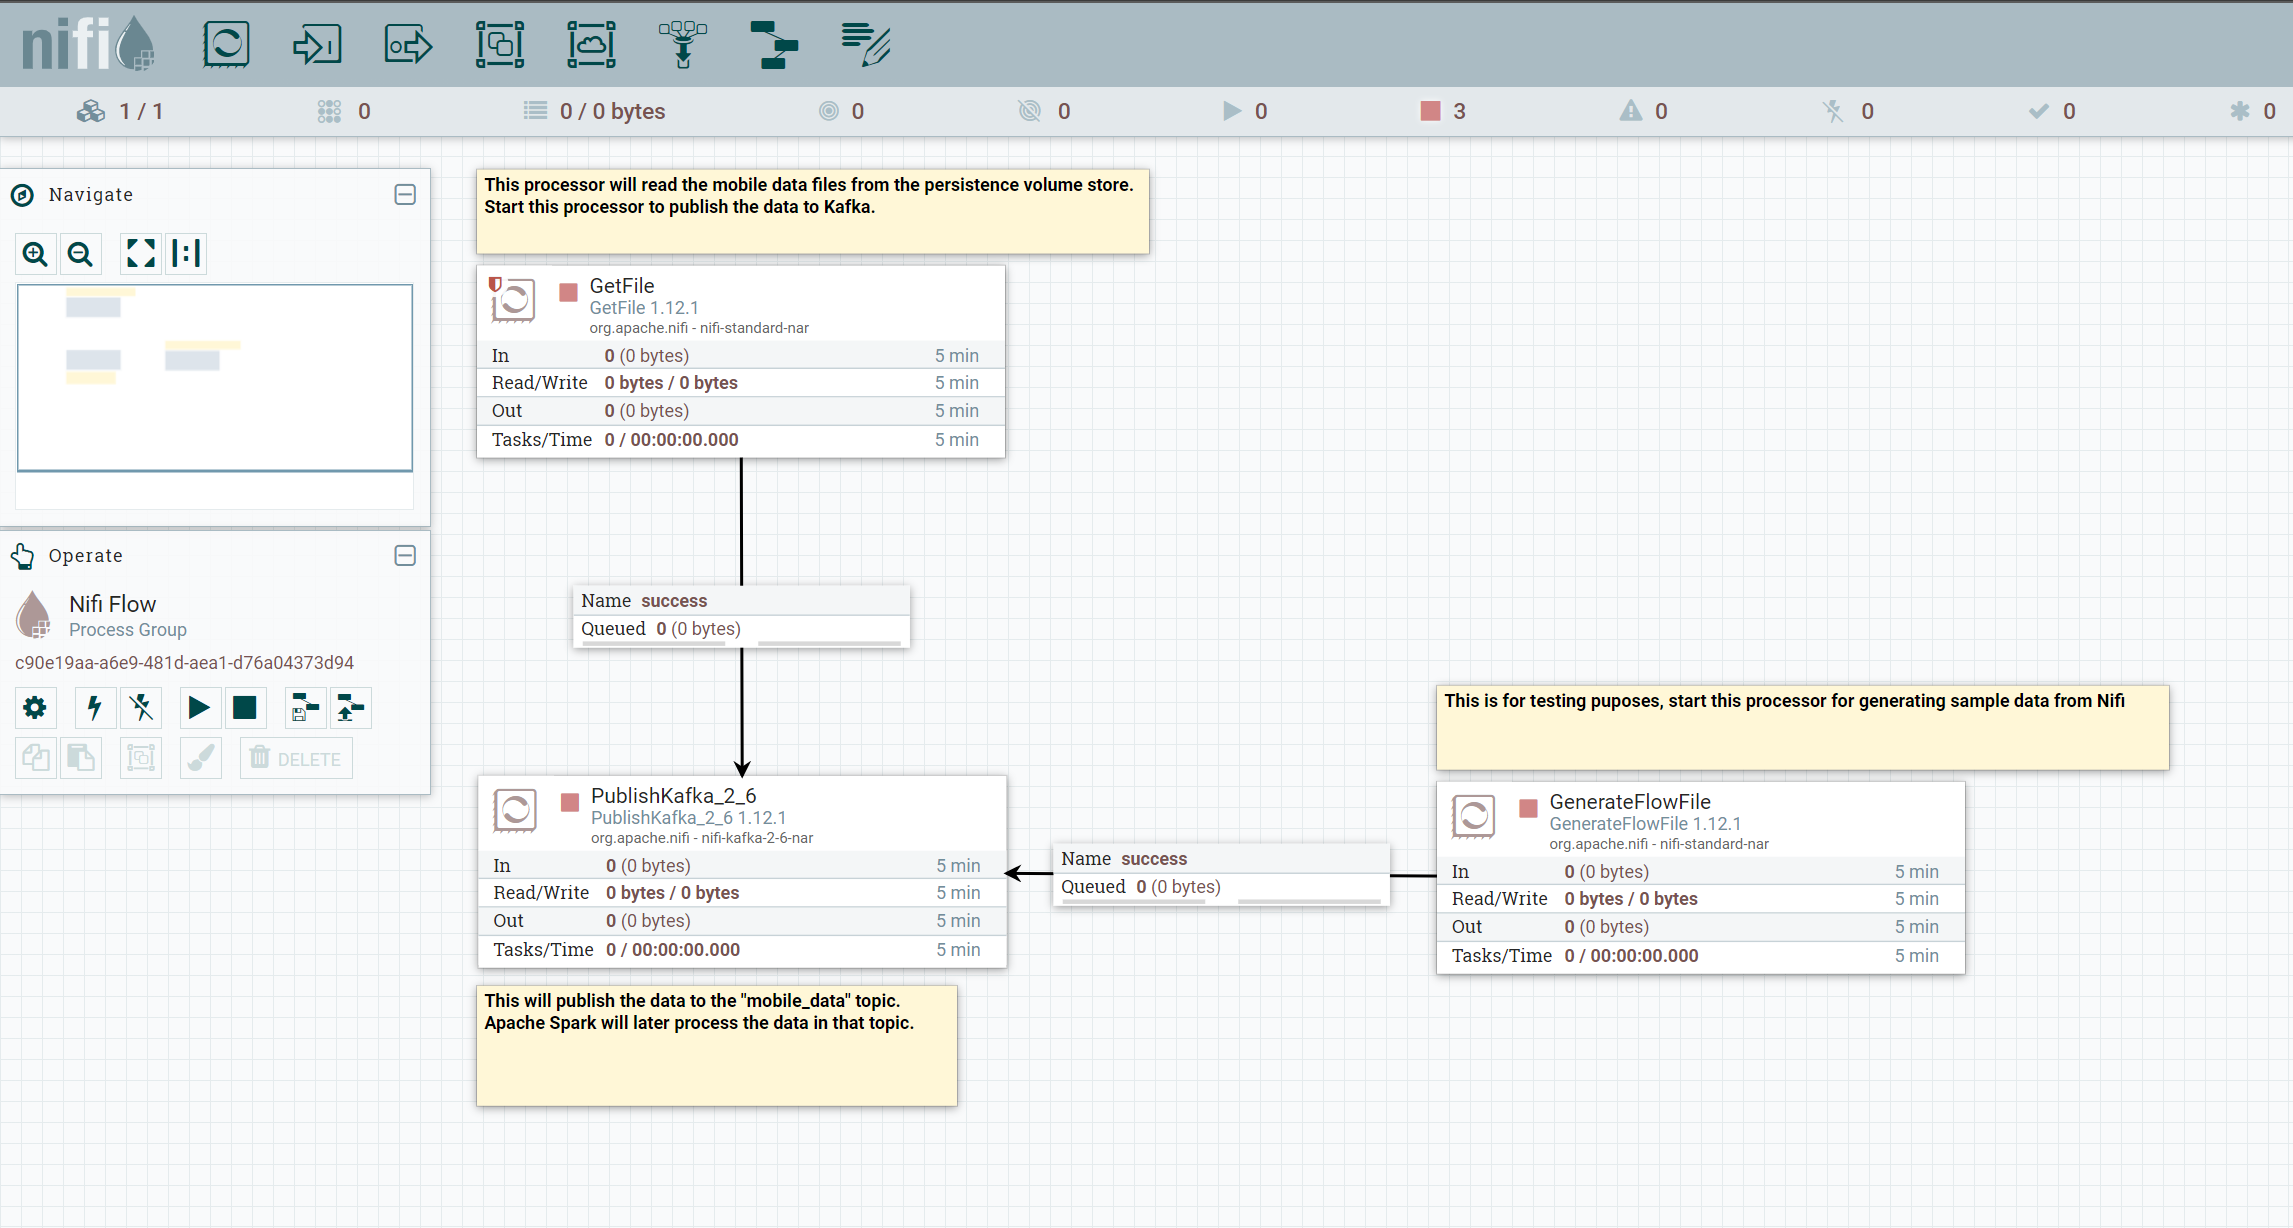 nifi
1 / 1
0
0 / 0 bytes
0
0
0
3
0
0
0
0
Navigate
Operate
Nifi Flow
Process Group
c90e19aa-a6e9-481d-aea1-d76a04373d94
DELETE
This processor will read the mobile data files from the persistence volume store.
Start this processor to publish the data to Kafka.
GetFile
GetFile 1.12.1
org.apache.nifi - nifi-standard-nar
In 0 (0 bytes) 5 min
Read/Write 0 bytes / 0 bytes 5 min
Out 0 (0 bytes) 5 min
Tasks/Time 0 / 00:00:00.000 5 min
Name success
Queued 0 (0 bytes)
PublishKafka_2_6
PublishKafka_2_6 1.12.1
org.apache.nifi - nifi-kafka-2-6-nar
In 0 (0 bytes) 5 min
Read/Write 0 bytes / 0 bytes 5 min
Out 0 (0 bytes) 5 min
Tasks/Time 0 / 00:00:00.000 5 min
This will publish the data to the "mobile_data" topic.
Apache Spark will later process the data in that topic.
Name success
Queued 0 (0 bytes)
This is for testing puposes, start this processor for generating sample data from Nifi
GenerateFlowFile
GenerateFlowFile 1.12.1
org.apache.nifi - nifi-standard-nar
In 0 (0 bytes) 5 min
Read/Write 0 bytes / 0 bytes 5 min
Out 0 (0 bytes) 5 min
Tasks/Time 0 / 00:00:00.000 5 min